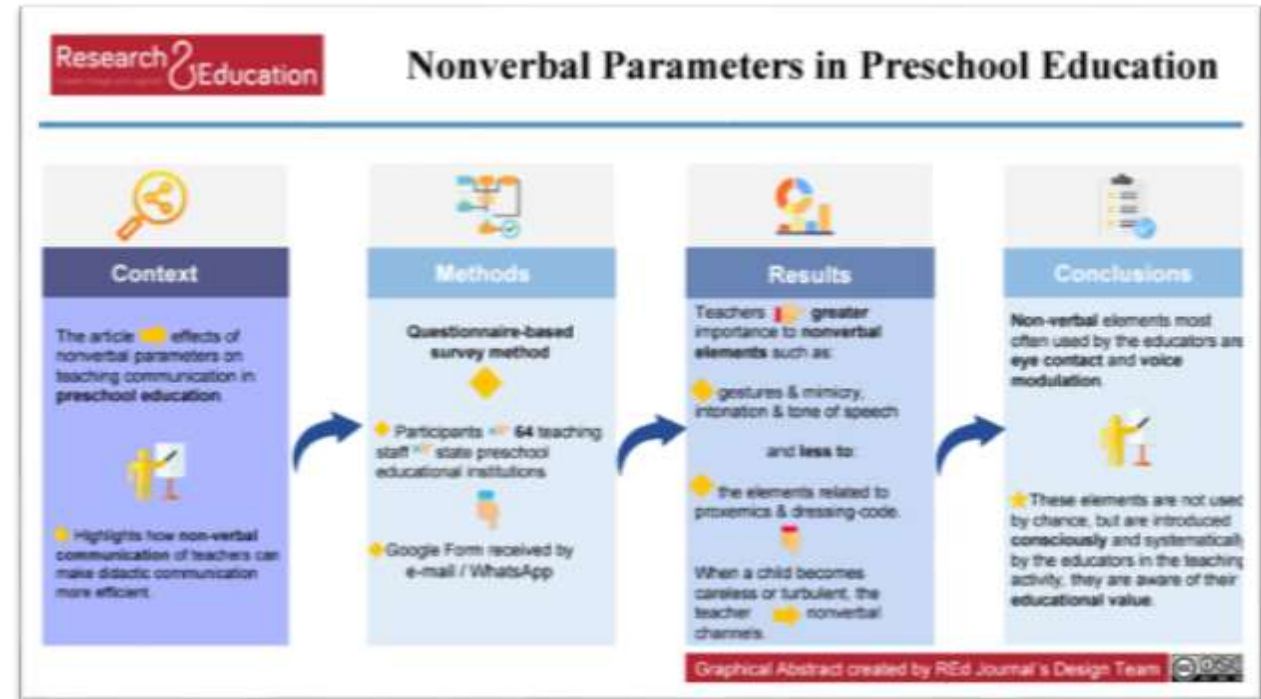 Research & Education
Nonverbal Parameters in Preschool Education
Context
The article effects of
nonverbal parameters on
teaching communication in
preschool education.
Highlights how non-verbal
communication of teachers can
make didactic communication
more efficient.
Methods
Questionnaire-based
survey method
Participants 64 teaching
staff state preschool
educational institutions
Google Form received by
e-mail / WhatsApp
Results
Teachers greater
importance to nonverbal
elements such as:
gestures & mimicry,
intonation & tone of speech
and less to:
the elements related to
proxemics & dressing-code.
When a child becomes
careless or turbulent, the
teacher nonverbal
channels.
Conclusions
Non-verbal elements most
often used by the educators are
eye contact and voice
modulation.
These elements are not used
by chance, but are introduced
consciously and systematically
by the educators in the teaching
activity, they are aware of their
educational value.
Graphical Abstract created by REd Journal's Design Team